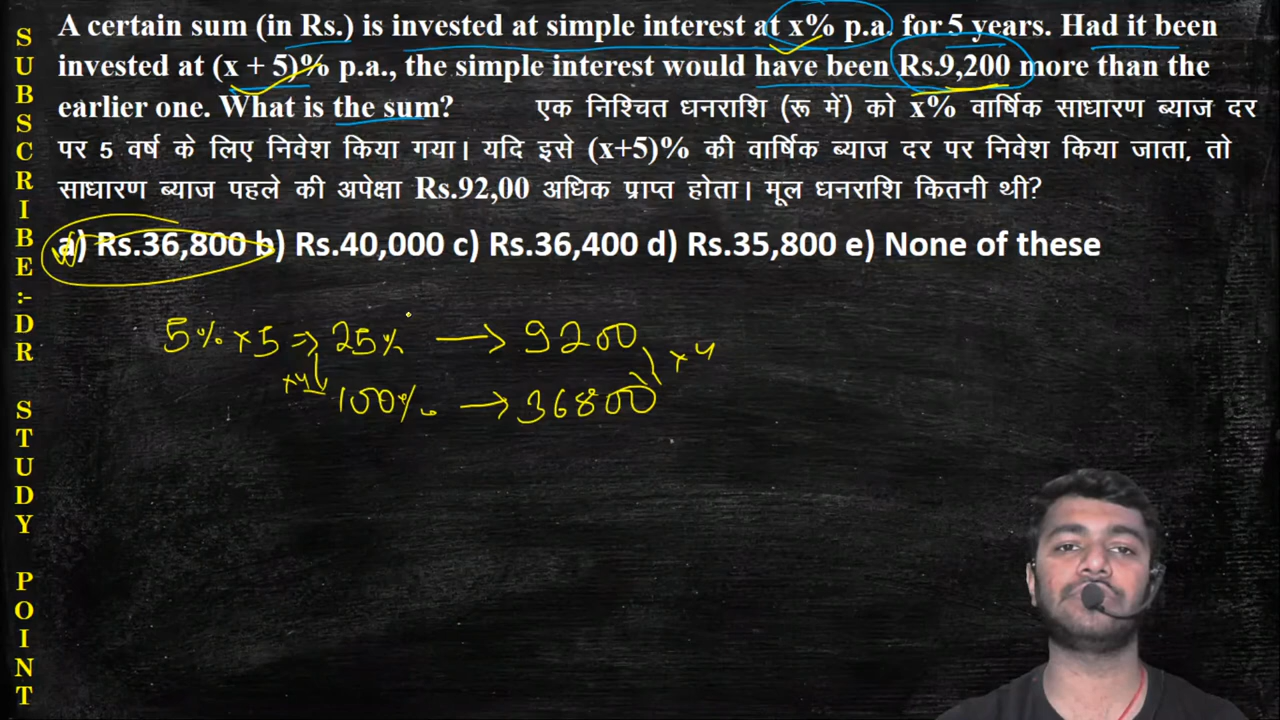 SUBSCRIBE:-DR STUDY POINT
A certain sum (in Rs.) is invested at simple interest at x% p.a. for 5 years. Had it been
invested at (x + 5)% p.a., the simple interest would have been Rs.9,200 more than the
earlier one. What is the sum? एक निश्चित धनराशि (रू में) को x% वार्षिक साधारण ब्याज दर
पर 5 वर्ष के लिए निवेश किया गया। यदि इसे (x+5)% की वार्षिक ब्याज दर पर निवेश किया जाता, तो
साधारण ब्याज पहले की अपेक्षा Rs.92,00 अधिक प्राप्त होता। मूल धनराशि कितनी थी?
a) Rs.36,800 b) Rs.40,000 c) Rs.36,400 d) Rs.35,800 e) None of these
5% × 5 ⇒ 25% → 9200
×4 ×4
100% → 36800